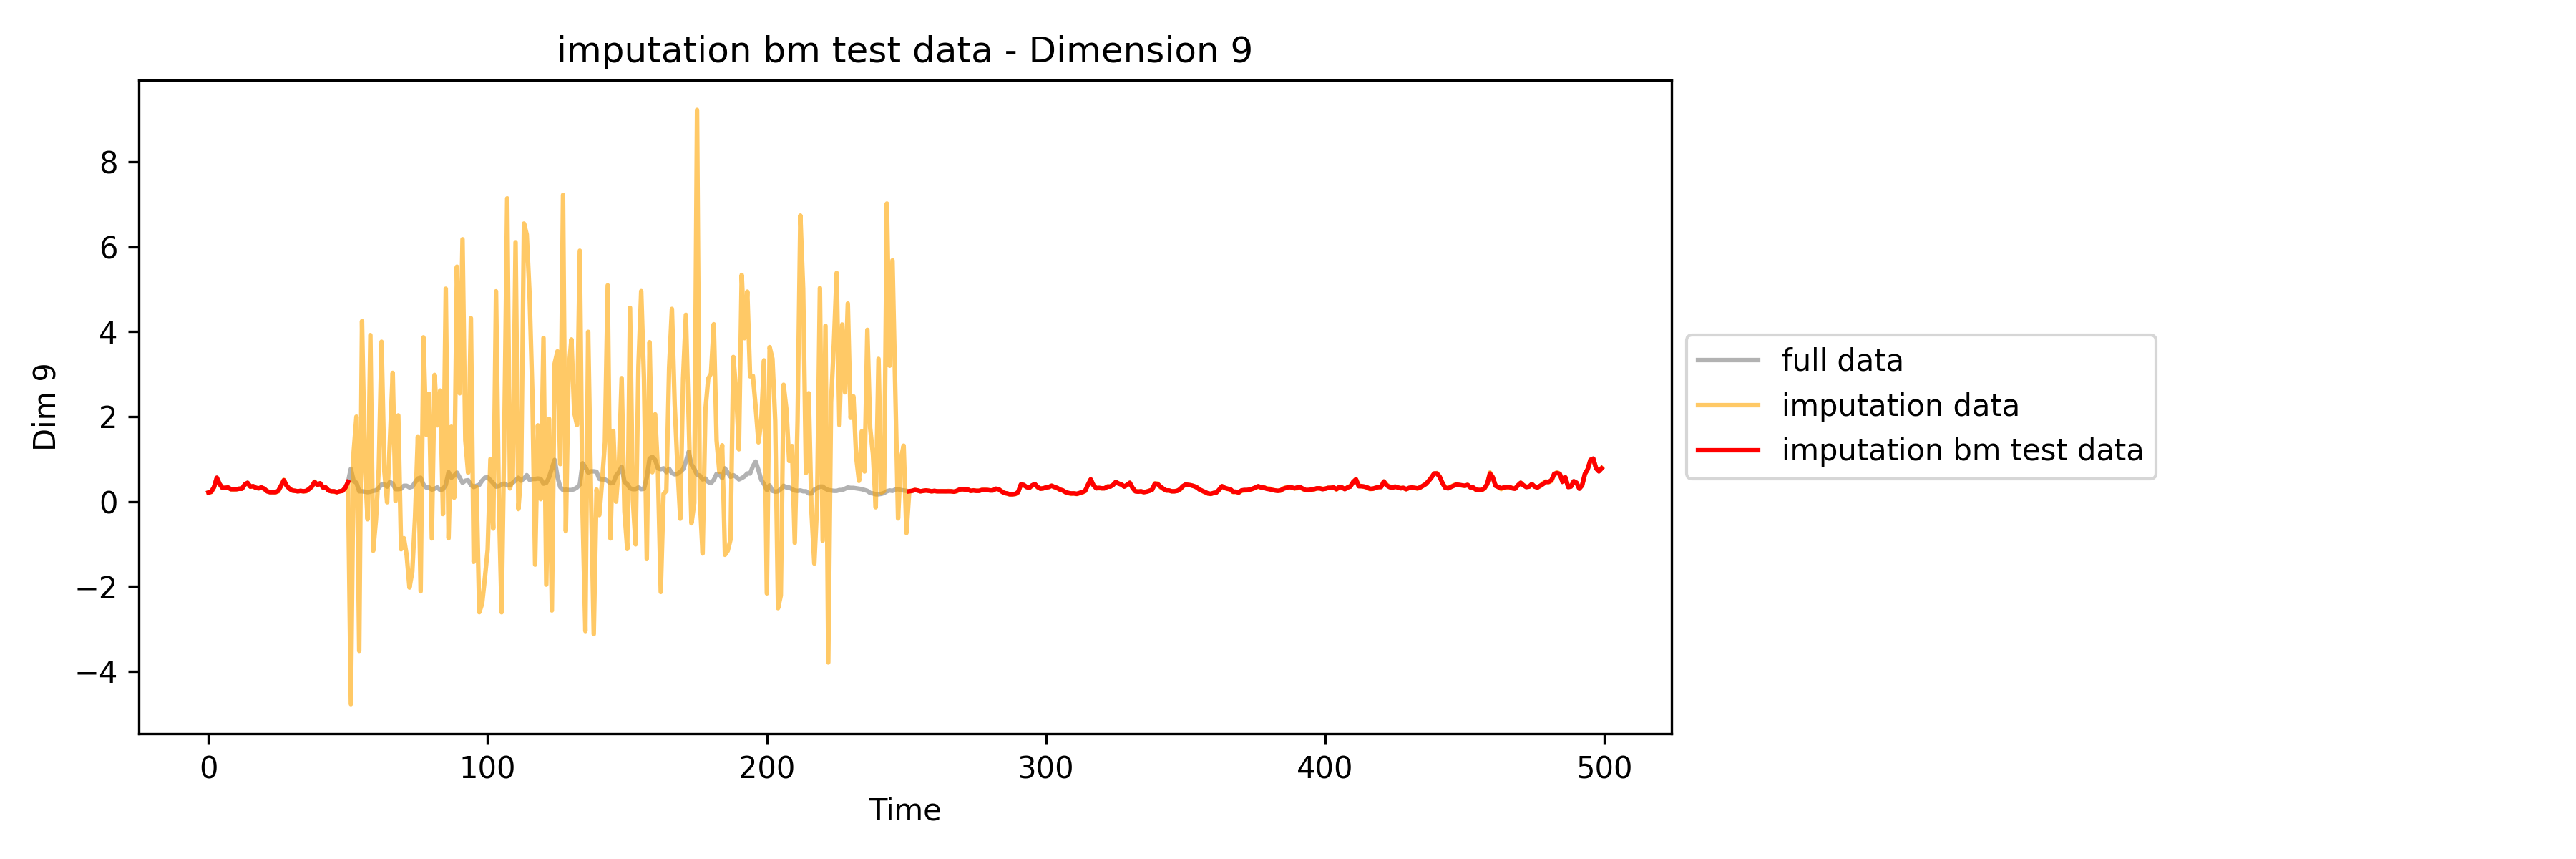 imputation bm test data - Dimension 9
8
6
4
2
0
−2
−4
Dim 9
0 100 200 300 400 500
Time
full data
imputation data
imputation bm test data